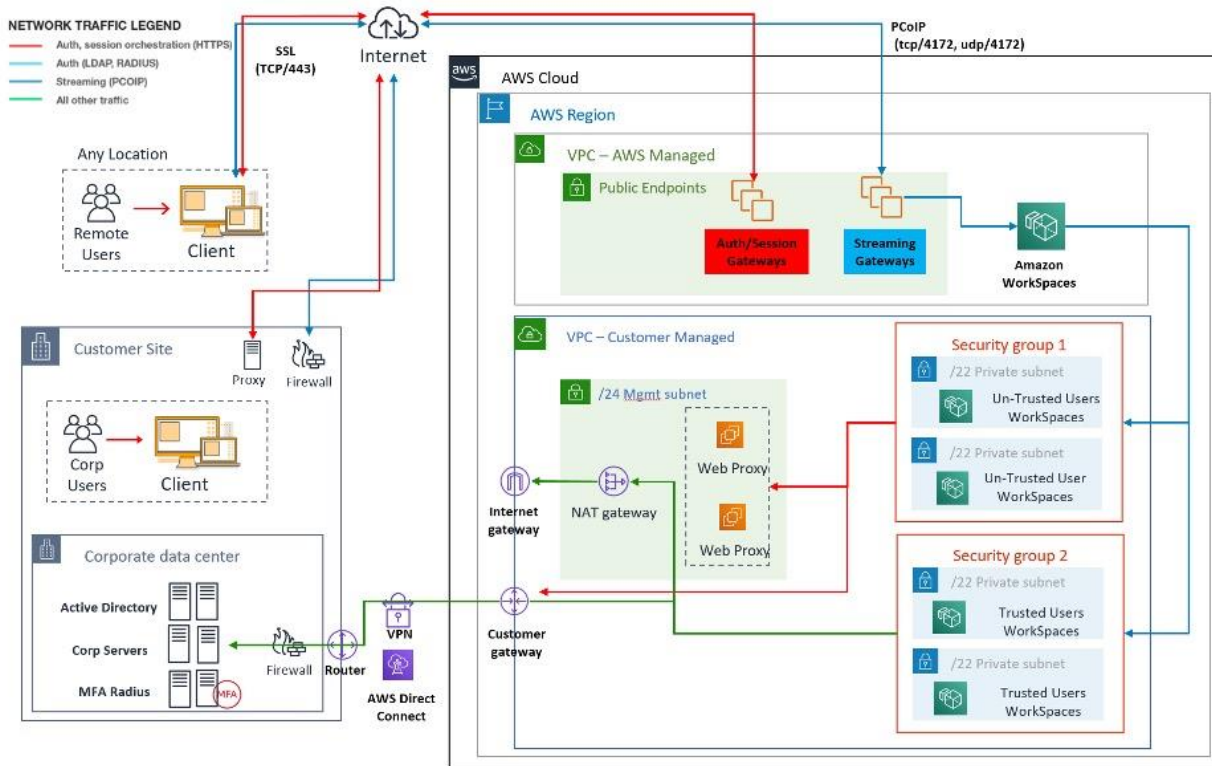 NETWORK TRAFFIC LEGEND
Auth, session orchestration (HTTPS)
Auth (LDAP, RADIUS)
Streaming (PCOIP)
All other traffic
SSL
(TCP/443)
Internet
PCoIP
(tcp/4172, udp/4172)
aws
AWS Cloud
AWS Region
VPC – AWS Managed
Public Endpoints
Auth/Session
Gateways
Streaming
Gateways
Amazon
WorkSpaces
Any Location
Remote
Users
Client
Customer Site
Proxy
Firewall
Corp
Users
Client
Corporate data center
Active Directory
Corp Servers
MFA Radius
MFA
Firewall
Router
VPN
AWS Direct
Connect
VPC – Customer Managed
/24 Mgmt subnet
Web Proxy
Web Proxy
NAT gateway
Internet
gateway
Customer
gateway
Security group 1
/22 Private subnet
Un-Trusted Users
WorkSpaces
/22 Private subnet
Un-Trusted User
WorkSpaces
Security group 2
/22 Private subnet
Trusted Users
WorkSpaces
/22 Private subnet
Trusted Users
WorkSpaces